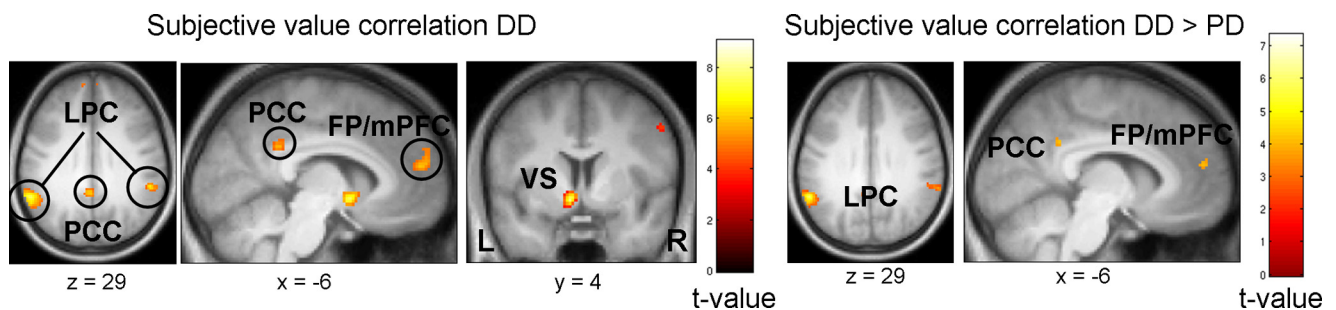 Subjective value correlation DD
LPC
PCC
PCC
FP/mPFC
VS
L
R
z = 29
x = -6
y = 4
8
6
4
2
0
t-value
Subjective value correlation DD > PD
LPC
PCC
FP/mPFC
z = 29
x = -6
7
6
5
4
3
2
1
0
t-value